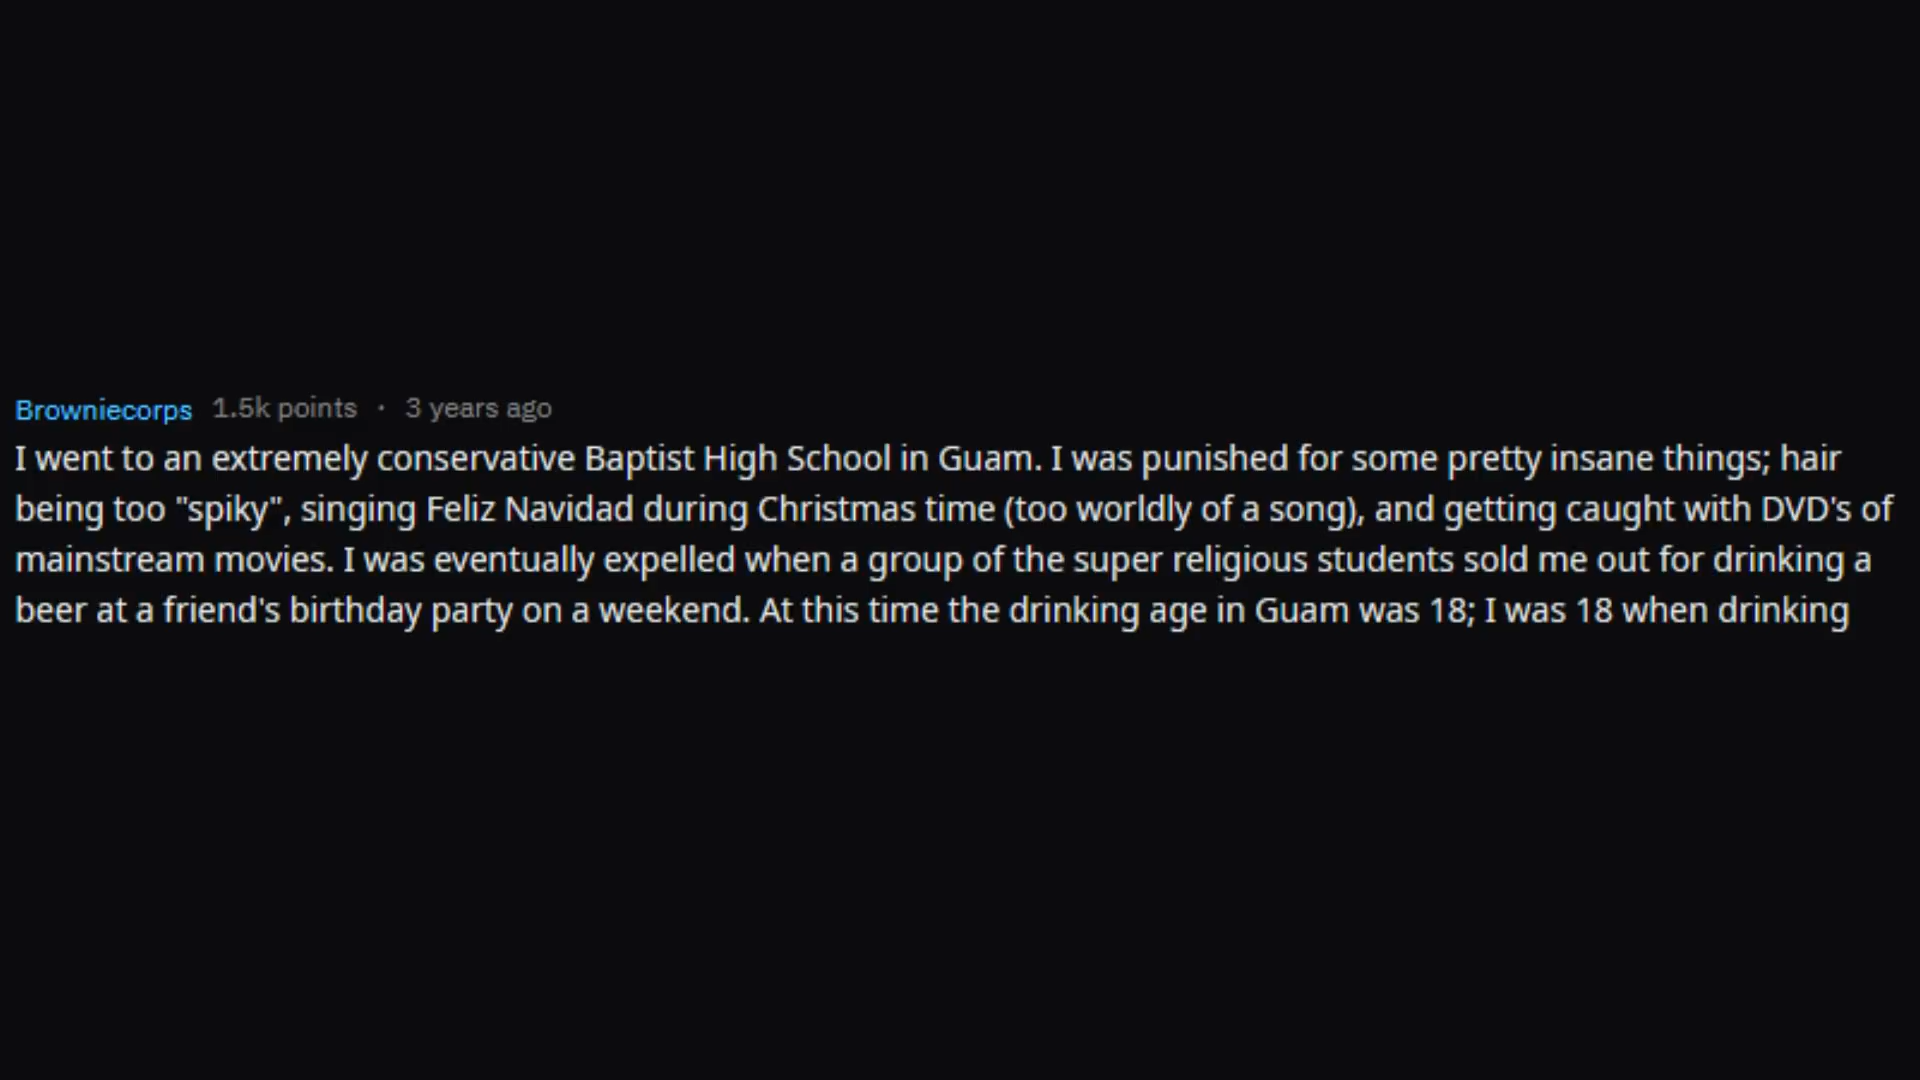 Browniecorps 1.5k points · 3 years ago
I went to an extremely conservative Baptist High School in Guam. I was punished for some pretty insane things; hair
being too "spiky", singing Feliz Navidad during Christmas time (too worldly of a song), and getting caught with DVD's of
mainstream movies. I was eventually expelled when a group of the super religious students sold me out for drinking a
beer at a friend's birthday party on a weekend. At this time the drinking age in Guam was 18; I was 18 when drinking